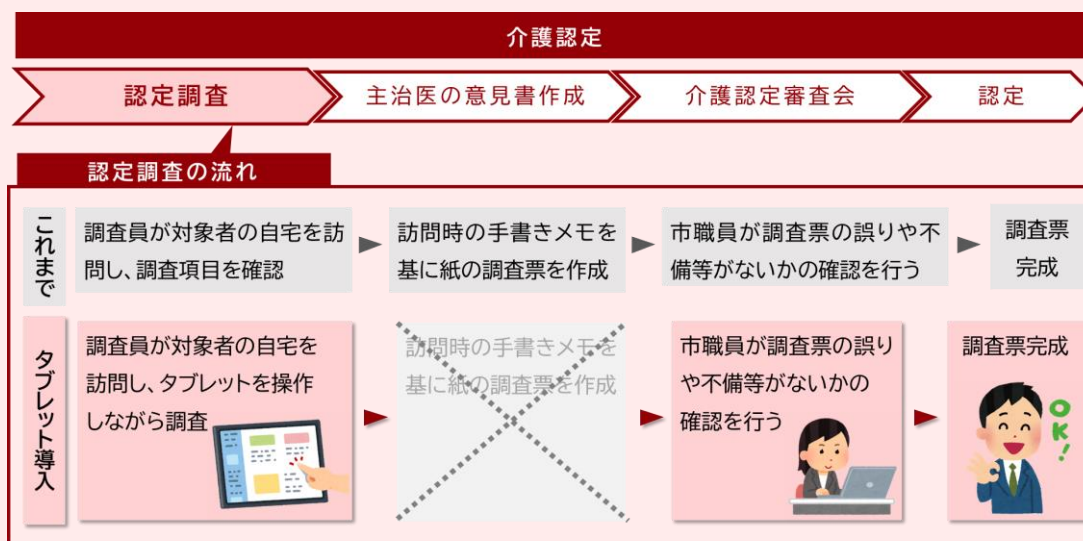 介護認定
認定調査
主治医の意見書作成
介護認定審査会
認定
認定調査の流れ
これまで
調査員が対象者の自宅を訪
問し、調査項目を確認
訪問時の手書きメモを
基に紙の調査票を作成
市職員が調査票の誤りや不
備等がないかの確認を行う
調査票
完成
タブレット導入
調査員が対象者の自宅を
訪問し、タブレットを操作
しながら調査
訪問時の手書きメモを
基に紙の調査票を作成
市職員が調査票の誤り
や不備等がないかの
確認を行う
調査票完成
OK!